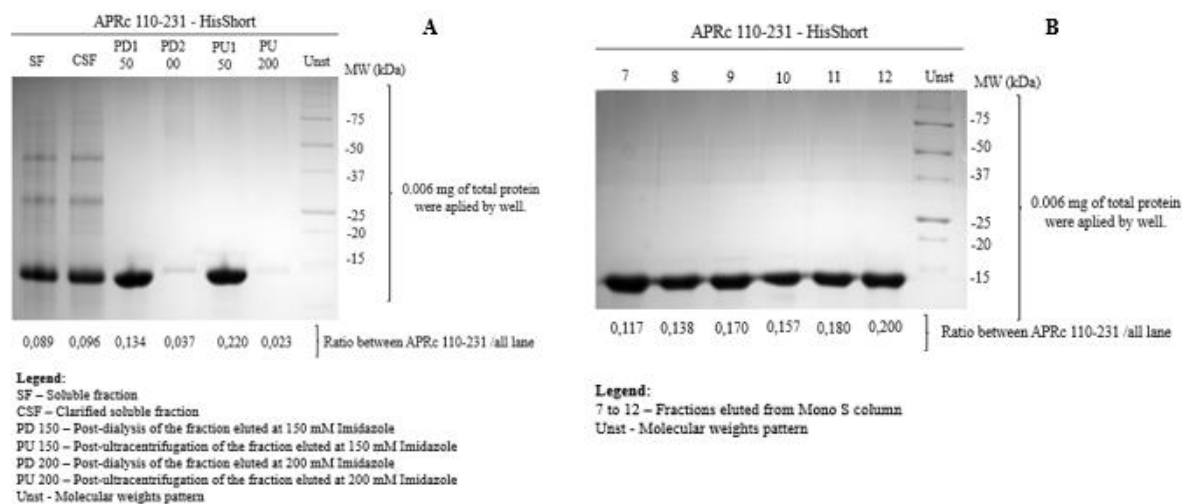 APRc 110-231 - HisShort
A
SF CSF PD1 50 PD2 00 PU1 50 PU 200 Unst MW (kDa)
-75
-50
-37
-25
-20
-15
0.006 mg of total protein
were aplied by well.
0,089 0,096 0,134 0,037 0,220 0,023 Ratio between APRc 110-231 /all lane
Legend:
SF – Soluble fraction
CSF – Clarified soluble fraction
PD 150 – Post-dialysis of the fraction eluted at 150 mM Imidazole
PU 150 – Post-ultracentrifugation of the fraction eluted at 150 mM Imidazole
PD 200 – Post-dialysis of the fraction eluted at 200 mM Imidazole
PU 200 – Post-ultracentrifugation of the fraction eluted at 200 mM Imidazole
Unst - Molecular weights pattern
APRc 110-231 - HisShort
B
7 8 9 10 11 12 Unst MW (kDa)
-75
-50
-37
-25
-20
-15
0.006 mg of total protein
were aplied by well.
0,117 0,138 0,170 0,157 0,180 0,200 Ratio between APRc 110-231 /all lane
Legend:
7 to 12 – Fractions eluted from Mono S column
Unst - Molecular weights pattern